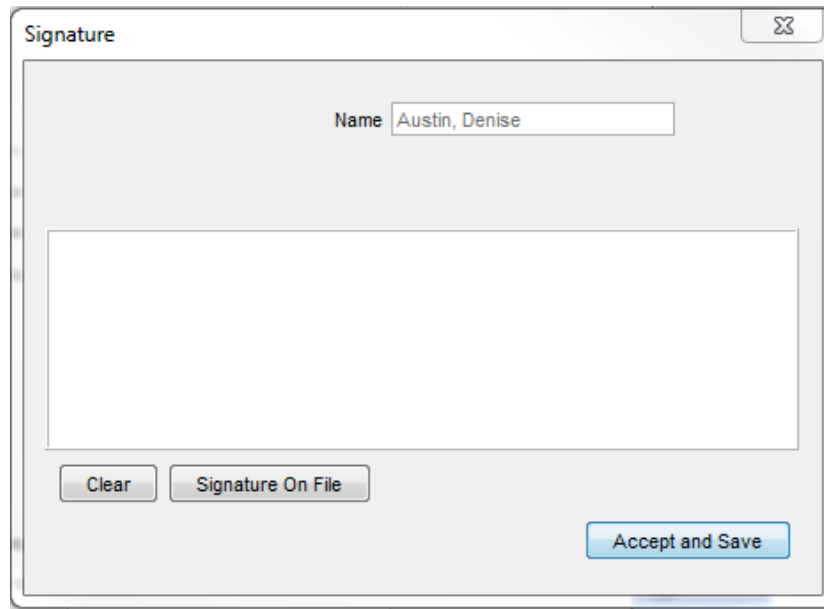 Signature
Name Austin, Denise
Clear Signature On File
Accept and Save